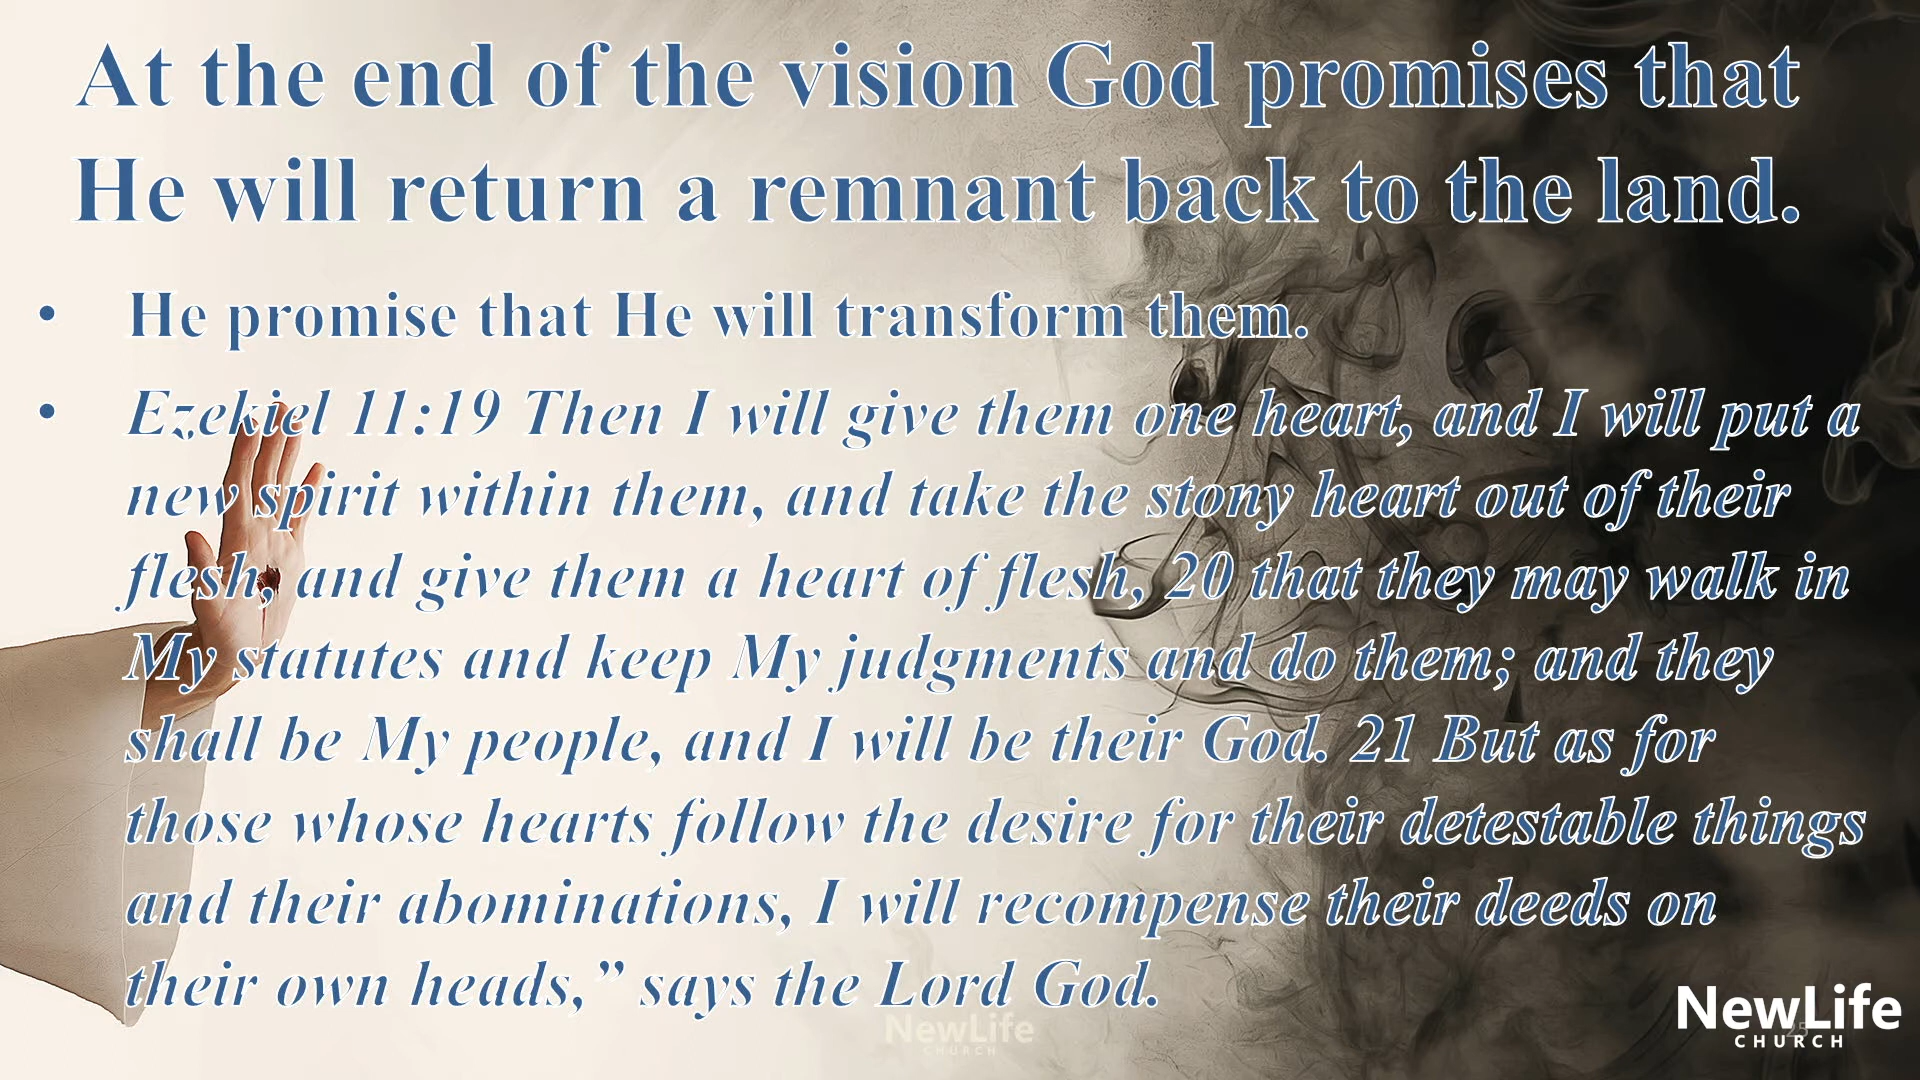 At the end of the vision God promises that
He will return a remnant back to the land.
• He promise that He will transform them.
• Ezekiel 11:19 Then I will give them one heart, and I will put a
new spirit within them, and take the stony heart out of their
flesh, and give them a heart of flesh, 20 that they may walk in
My statutes and keep My judgments and do them; and they
shall be My people, and I will be their God. 21 But as for
those whose hearts follow the desire for their detestable things
and their abominations, I will recompense their deeds on
their own heads,” says the Lord God.
NewLife
CHURCH
NewLife
25
CHURCH